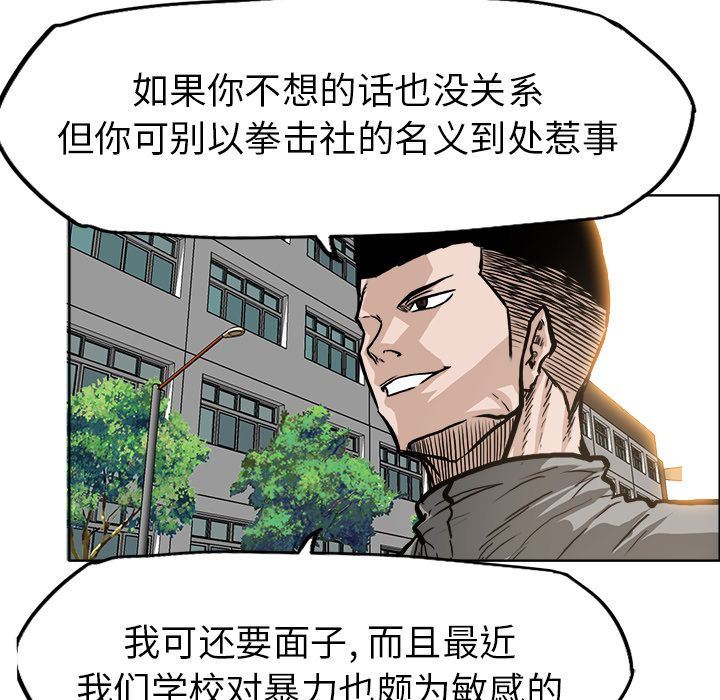 如果你不想的话也没关系
但你可别以拳击社的名义到处惹事
我可还要面子,而且最近
我们学校对暴力也颇为敏感的